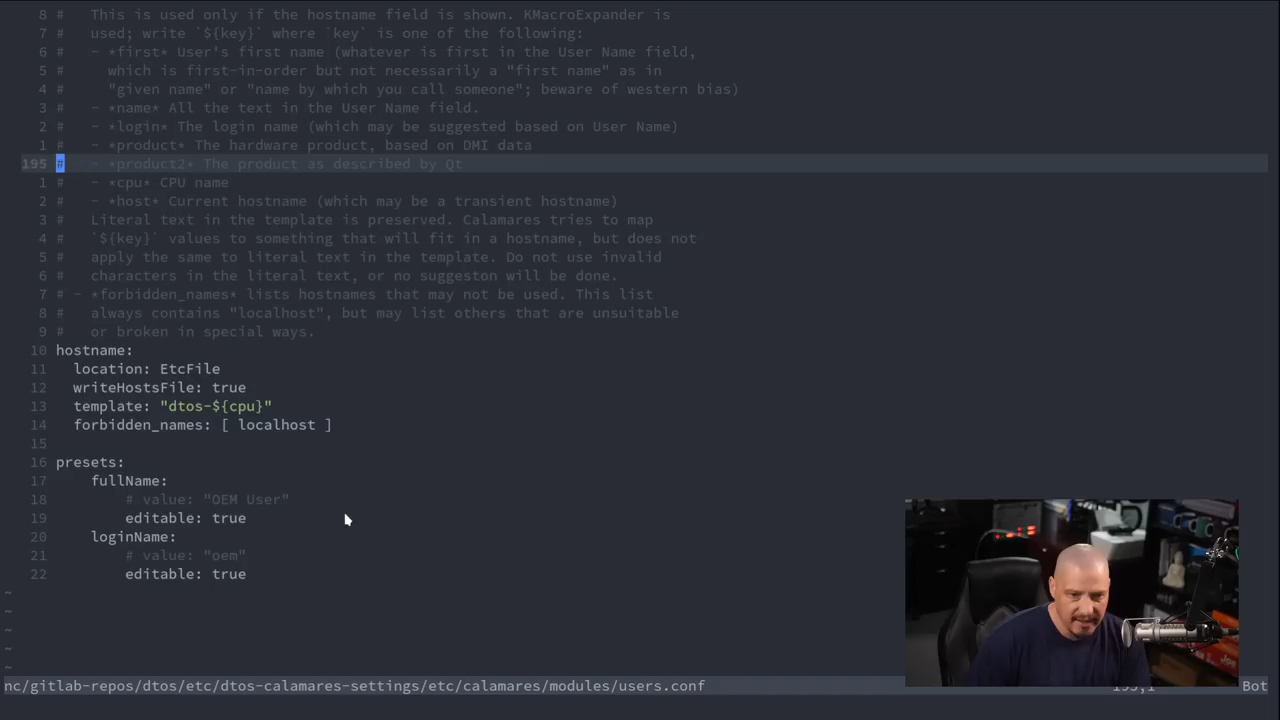 8 #   This is used only if the hostname field is shown. KMacroExpander is
7 #   used; write `${key}` where `key` is one of the following:
6 #   - *first* User's first name (whatever is first in the User Name field,
5 #     which is first-in-order but not necessarily a "first name" as in
4 #     "given name" or "name by which you call someone"; beware of western bias)
3 #   - *name* All the text in the User Name field.
2 #   - *login* The login name (which may be suggested based on User Name)
1 #   - *product* The hardware product, based on DMI data
195 #   - *product2* The product as described by Qt
1 #   - *cpu* CPU name
2 #   - *host* Current hostname (which may be a transient hostname)
3 #   Literal text in the template is preserved. Calamares tries to map
4 #   `${key}` values to something that will fit in a hostname, but does not
5 #   apply the same to literal text in the template. Do not use invalid
6 #   characters in the literal text, or no suggeston will be done.
7 # - *forbidden_names* lists hostnames that may not be used. This list
8 #   always contains "localhost", but may list others that are unsuitable
9 #   or broken in special ways.
10 hostname:
11   location: EtcFile
12   writeHostsFile: true
13   template: "dtos-${cpu}"
14   forbidden_names: [ localhost ]
15
16 presets:
17     fullName:
18         # value: "OEM User"
19         editable: true
20     loginName:
21         # value: "oem"
22         editable: true
~
~
~
~
~
nc/gitlab-repos/dtos/etc/dtos-calamares-settings/etc/calamares/modules/users.conf 195,1 Bot